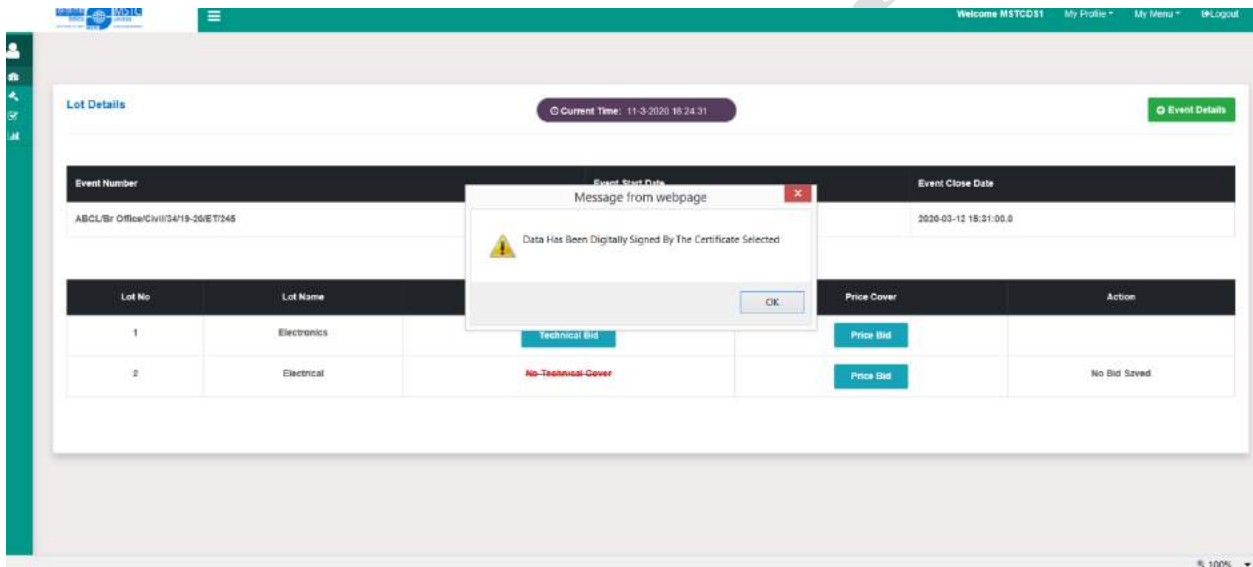 MSTC
Welcome MSTCDS1 My Profile My Menu Logout
Lot Details
Current Time: 11-3-2020 16:24:31
Event Details
Event Number Event Start Date Event Close Date
ABCL/Br Office/Civil/34/19-20/ET/245 2020-03-12 15:31:00.0
Message from webpage
Data Has Been Digitally Signed By The Certificate Selected
OK
Lot No Lot Name Price Cover Action
1 Electronics Technical Bid Price Bid
2 Electrical No Technical Cover Price Bid No Bid Saved
100%